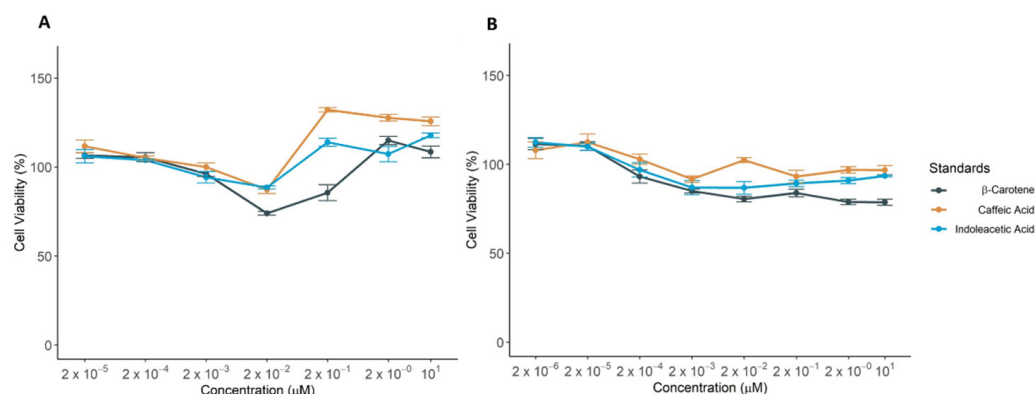 A
Cell Viability (%)
150
100
50
0
2 x 10⁻⁵ 2 x 10⁻⁴ 2 x 10⁻³ 2 x 10⁻² 2 x 10⁻¹ 2 x 10⁻⁰ 10¹
Concentration (μM)
B
Cell Viability (%)
150
100
50
0
2 x 10⁻⁶ 2 x 10⁻⁵ 2 x 10⁻⁴ 2 x 10⁻³ 2 x 10⁻² 2 x 10⁻¹ 2 x 10⁻⁰ 10¹
Concentration (μM)
Standards
β-Carotene
Caffeic Acid
Indoleacetic Acid